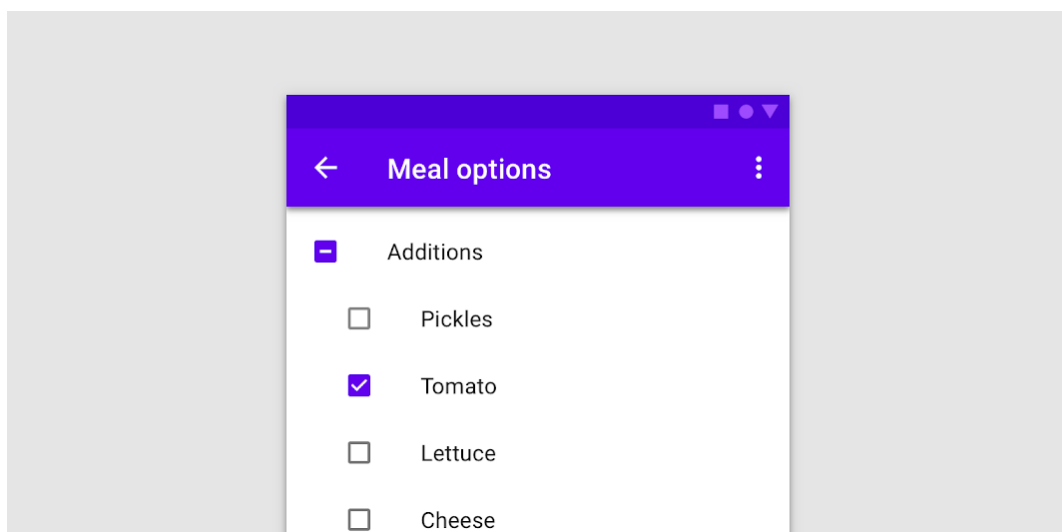 Meal options
Additions
Pickles
Tomato
Lettuce
Cheese